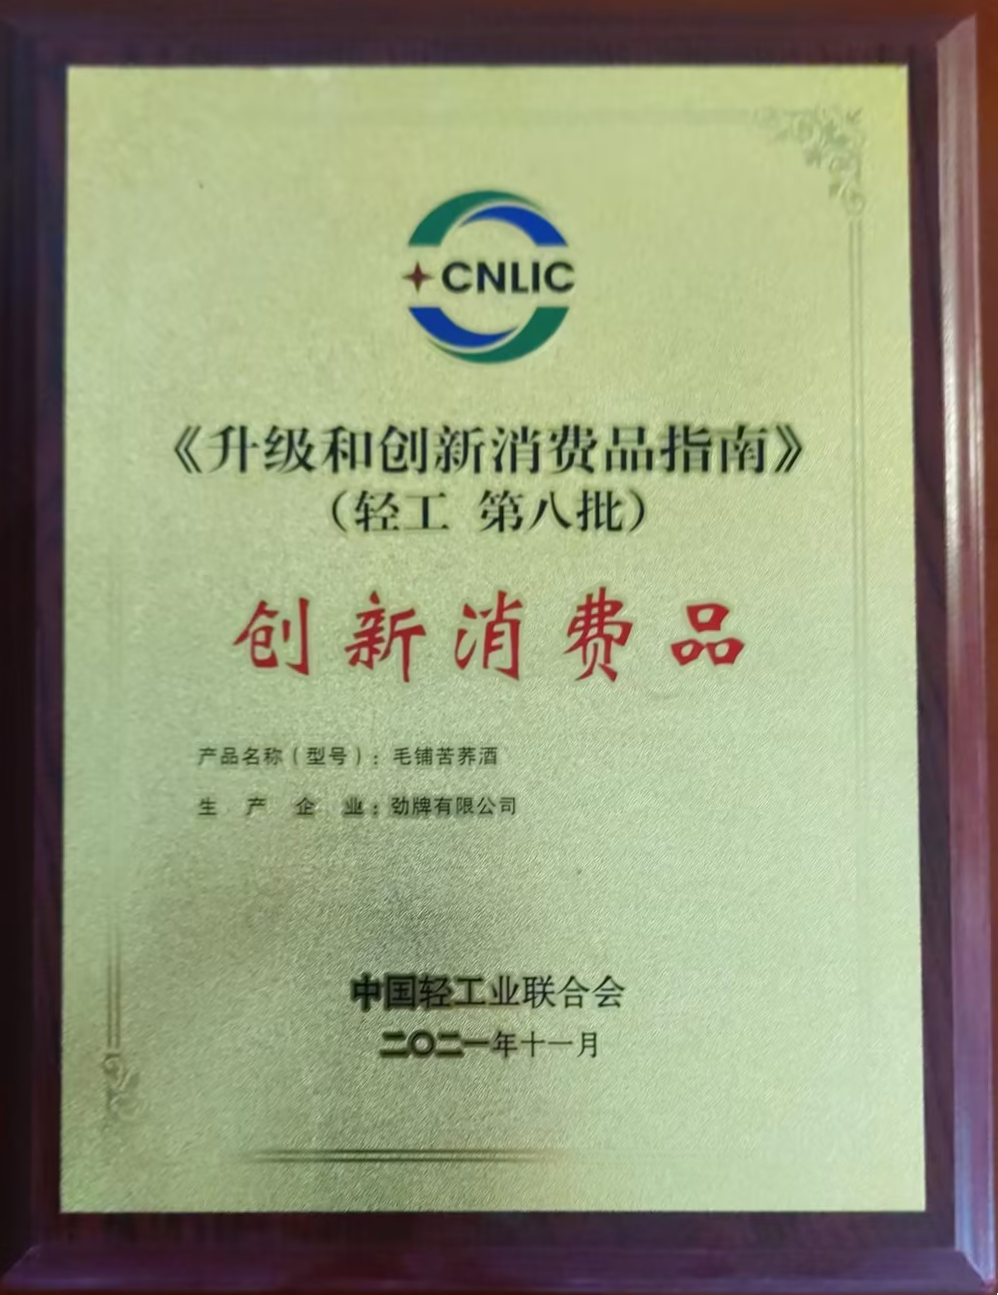 CNLIC
《升级和创新消费品指南》
（轻工 第八批）
创新消费品
产品名称（型号）：毛铺苦荞酒
生产企业：劲牌有限公司
中国轻工业联合会
二〇二一年十一月